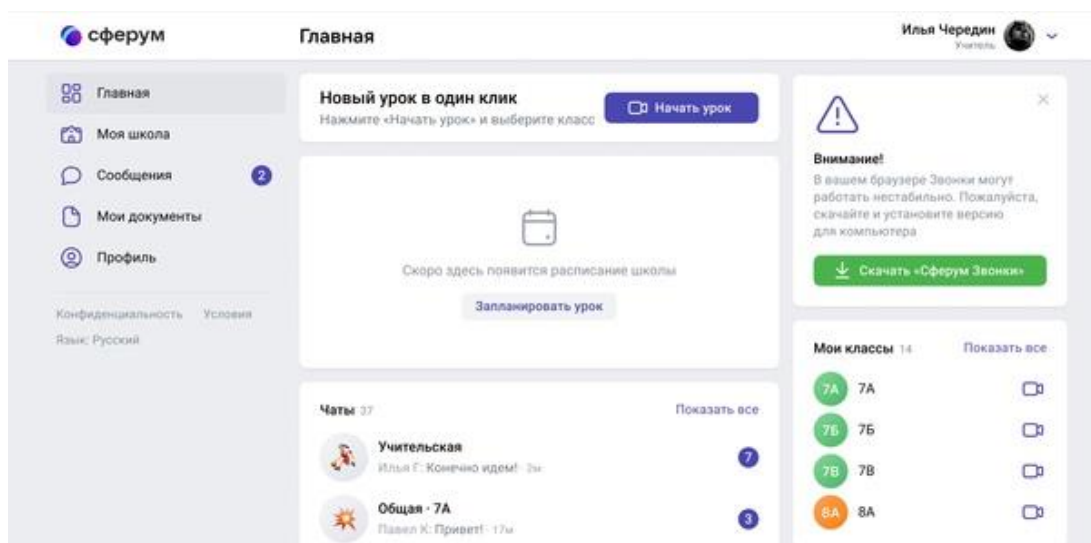 сферум
Главная
Илья Чередин
Учитель
Главная
Моя школа
Сообщения 2
Мои документы
Профиль
Конфиденциальность Условия
Язык: Русский
Новый урок в один клик
Нажмите «Начать урок» и выберите класс
Начать урок
Скоро здесь появится расписание школы
Запланировать урок
Чаты 37 Показать все
Учительская
Илья Г: Конечно идем! · 2м
7
Общая · 7А
Павел К: Привет! · 17м
3
Внимание!
В вашем браузере Звонки могут
работать нестабильно. Пожалуйста,
скачайте и установите версию
для компьютера
Скачать «Сферум Звонки»
Мои классы 14 Показать все
7А 7А
7Б 7Б
7В 7В
8А 8А